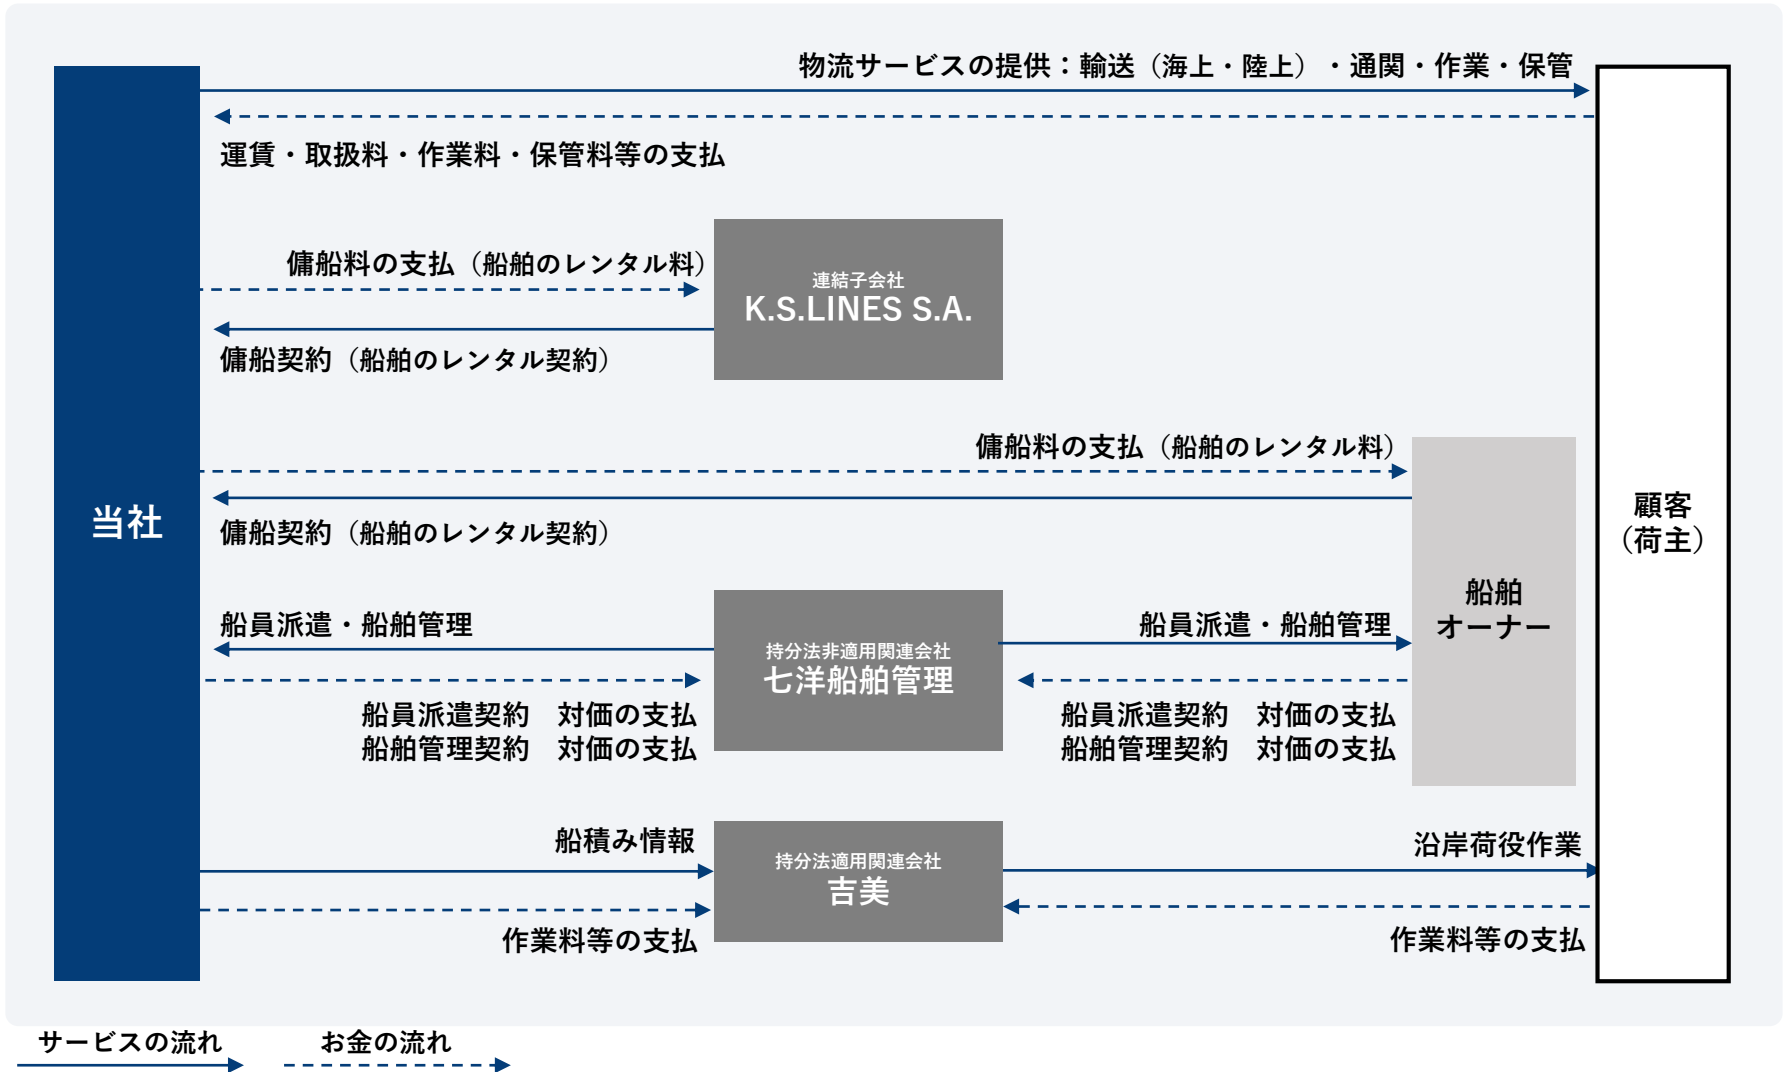 物流サービスの提供：輸送（海上・陸上）・通関・作業・保管
運賃・取扱料・作業料・保管料等の支払
傭船料の支払（船舶のレンタル料）
連結子会社
K.S.LINES S.A.
傭船契約（船舶のレンタル契約）
傭船料の支払（船舶のレンタル料）
当社
傭船契約（船舶のレンタル契約）
顧客
（荷主）
船舶
オーナー
船員派遣・船舶管理
持分法非適用関連会社
七洋船舶管理
船員派遣・船舶管理
船員派遣契約　対価の支払
船舶管理契約　対価の支払
船員派遣契約　対価の支払
船舶管理契約　対価の支払
船積み情報
持分法適用関連会社
吉美
沿岸荷役作業
作業料等の支払
作業料等の支払
サービスの流れ
お金の流れ